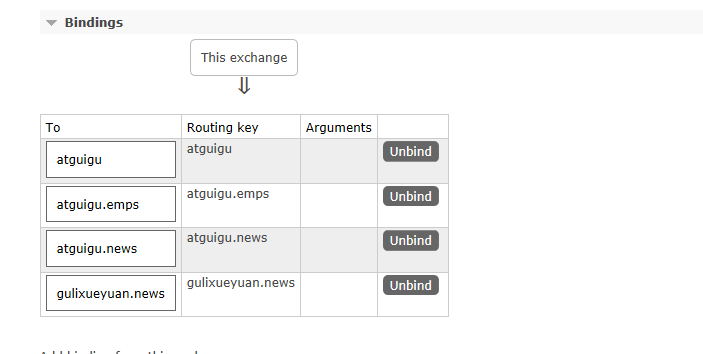 Bindings
This exchange
⇓
To Routing key Arguments
atguigu atguigu Unbind
atguigu.emps atguigu.emps Unbind
atguigu.news atguigu.news Unbind
gulixueyuan.news gulixueyuan.news Unbind